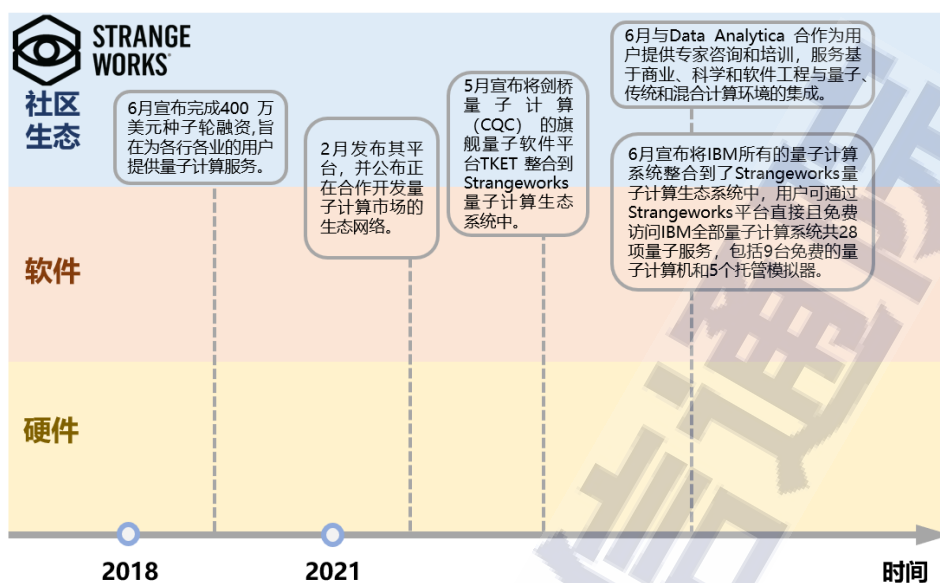 STRANGE
WORKS
社区
生态
6月宣布完成400 万
美元种子轮融资,旨
在为各行各业的用户
提供量子计算服务。
2月发布其平
台，并公布正
在合作开发量
子计算市场的
生态网络。
5月宣布将剑桥
量子计算
（CQC）的旗
舰量子软件平
台TKET 整合到
Strangeworks
量子计算生态
系统中。
6月与Data Analytica 合作为用
户提供专家咨询和培训，服务基
于商业、科学和软件工程与量子、
传统和混合计算环境的集成。
6月宣布将IBM所有的量子计算
系统整合到了Strangeworks量
子计算生态系统中，用户可通过
Strangeworks平台直接且免费
访问IBM全部量子计算系统共28
项量子服务，包括9台免费的量
子计算机和5个托管模拟器。
软件
硬件
2018
2021
时间
信通院